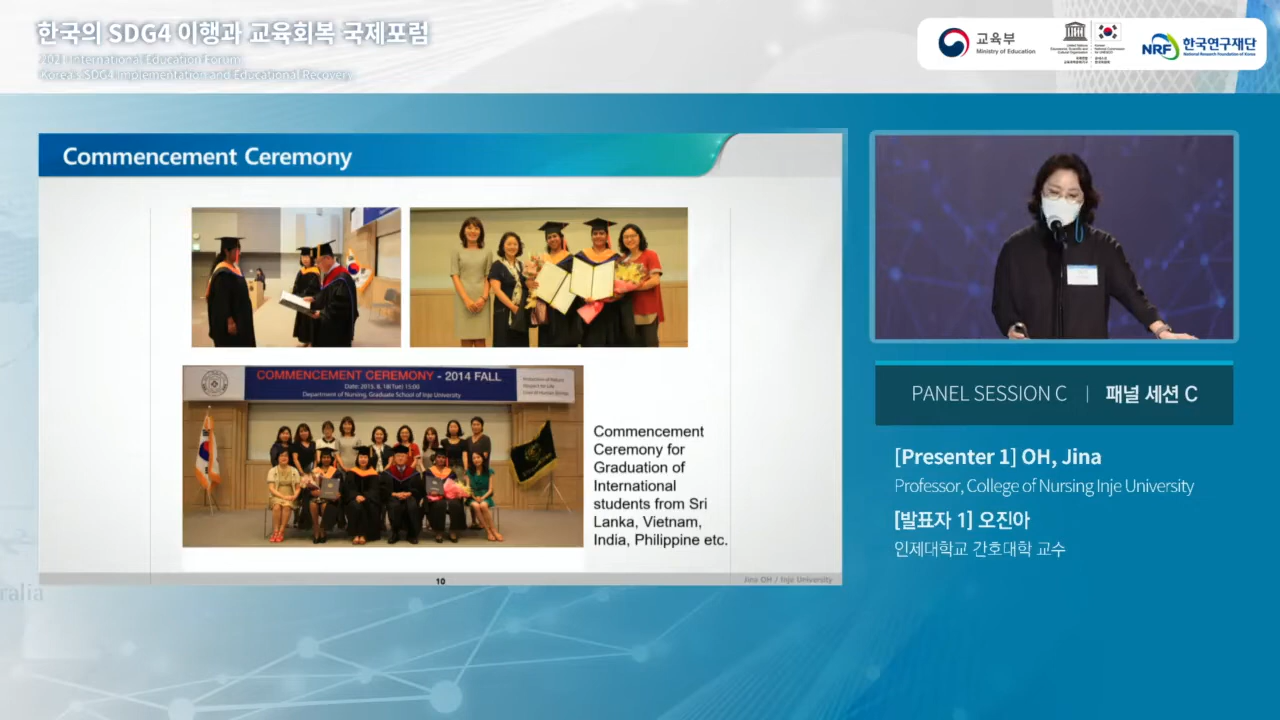 한국의 SDG4 이행과 교육회복 국제포럼
2021 International Education Forum
Korea's SDG4 Implementation and Educational Recovery
교육부
Ministry of Education
NRF 한국연구재단
National Research Foundation of Korea
Commencement Ceremony
COMMENCEMENT CEREMONY - 2014 FALL
Date: 2015. 8. 18(Tue) 15:00
Department of Nursing, Graduate School of Inje University
Commencement
Ceremony for
Graduation of
International
students from Sri
Lanka, Vietnam,
India, Philippine etc.
10
Jina OH / Inje University
PANEL SESSION C | 패널 세션 C
[Presenter 1] OH, Jina
Professor, College of Nursing Inje University
[발표자 1] 오진아
인제대학교 간호대학 교수
ralia